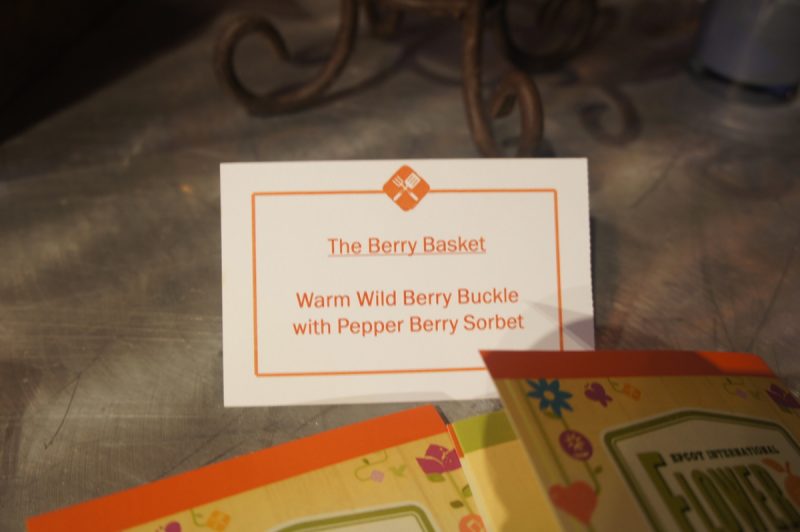 The Berry Basket
Warm Wild Berry Buckle
with Pepper Berry Sorbet
EPCOT INTERNATIONAL
FLOWER